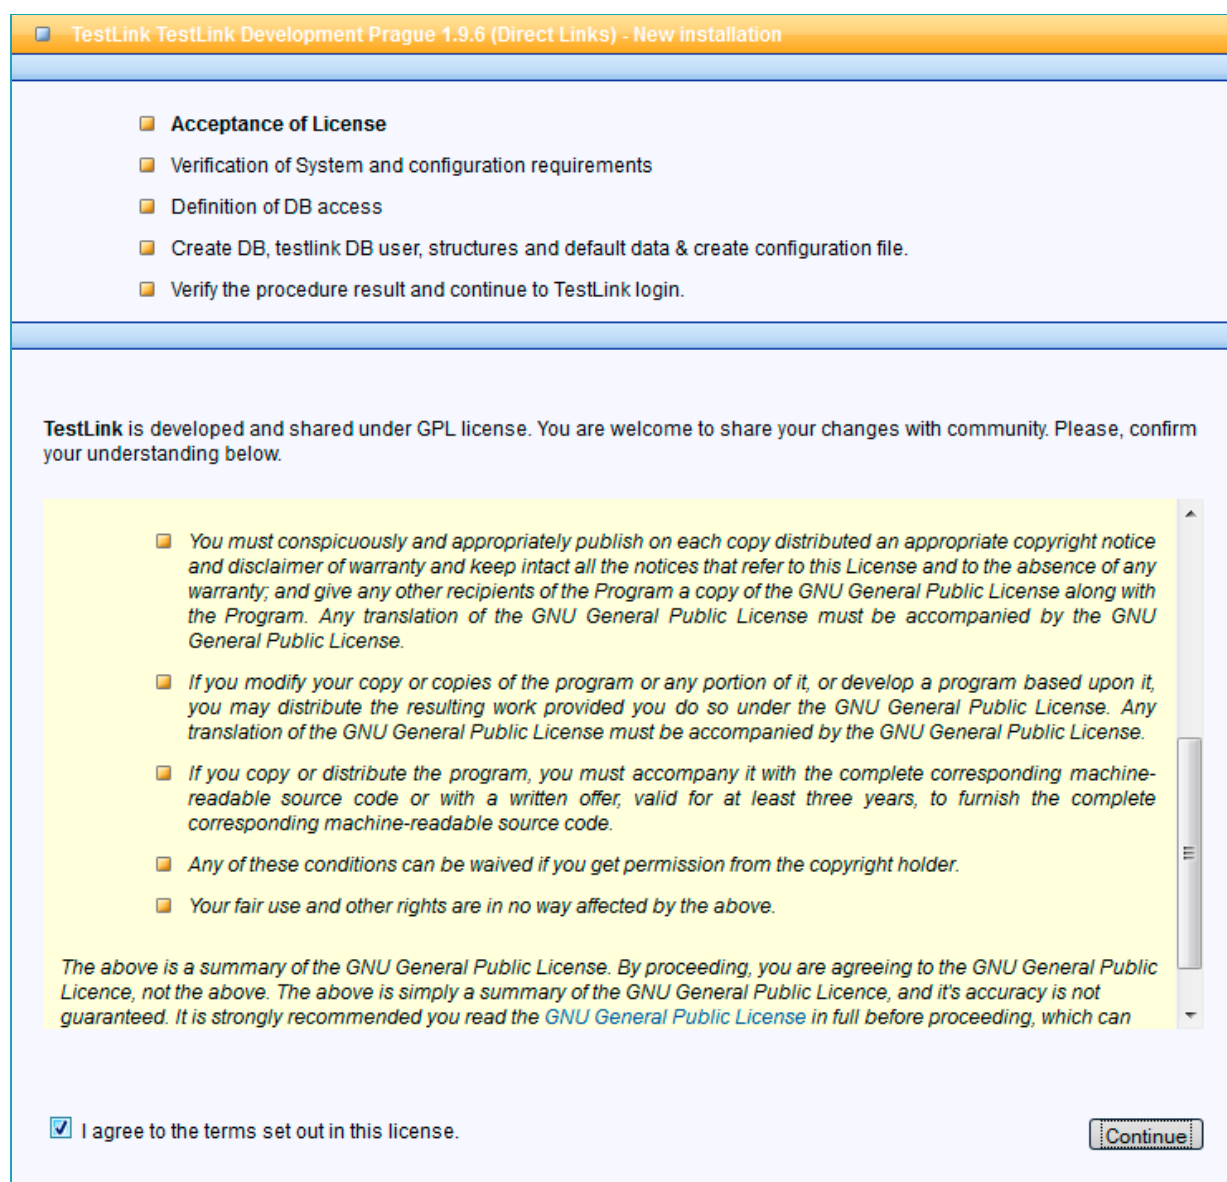 TestLink TestLink Development Prague 1.9.6 (Direct Links) - New installation
Acceptance of License
Verification of System and configuration requirements
Definition of DB access
Create DB, testlink DB user, structures and default data & create configuration file.
Verify the procedure result and continue to TestLink login.
TestLink is developed and shared under GPL license. You are welcome to share your changes with community. Please, confirm
your understanding below.
You must conspicuously and appropriately publish on each copy distributed an appropriate copyright notice
and disclaimer of warranty and keep intact all the notices that refer to this License and to the absence of any
warranty; and give any other recipients of the Program a copy of the GNU General Public License along with
the Program. Any translation of the GNU General Public License must be accompanied by the GNU
General Public License.
If you modify your copy or copies of the program or any portion of it, or develop a program based upon it,
you may distribute the resulting work provided you do so under the GNU General Public License. Any
translation of the GNU General Public License must be accompanied by the GNU General Public License.
If you copy or distribute the program, you must accompany it with the complete corresponding machine-
readable source code or with a written offer, valid for at least three years, to furnish the complete
corresponding machine-readable source code.
Any of these conditions can be waived if you get permission from the copyright holder.
Your fair use and other rights are in no way affected by the above.
The above is a summary of the GNU General Public License. By proceeding, you are agreeing to the GNU General Public
Licence, not the above. The above is simply a summary of the GNU General Public Licence, and it's accuracy is not
guaranteed. It is strongly recommended you read the GNU General Public License in full before proceeding, which can
I agree to the terms set out in this license.
Continue